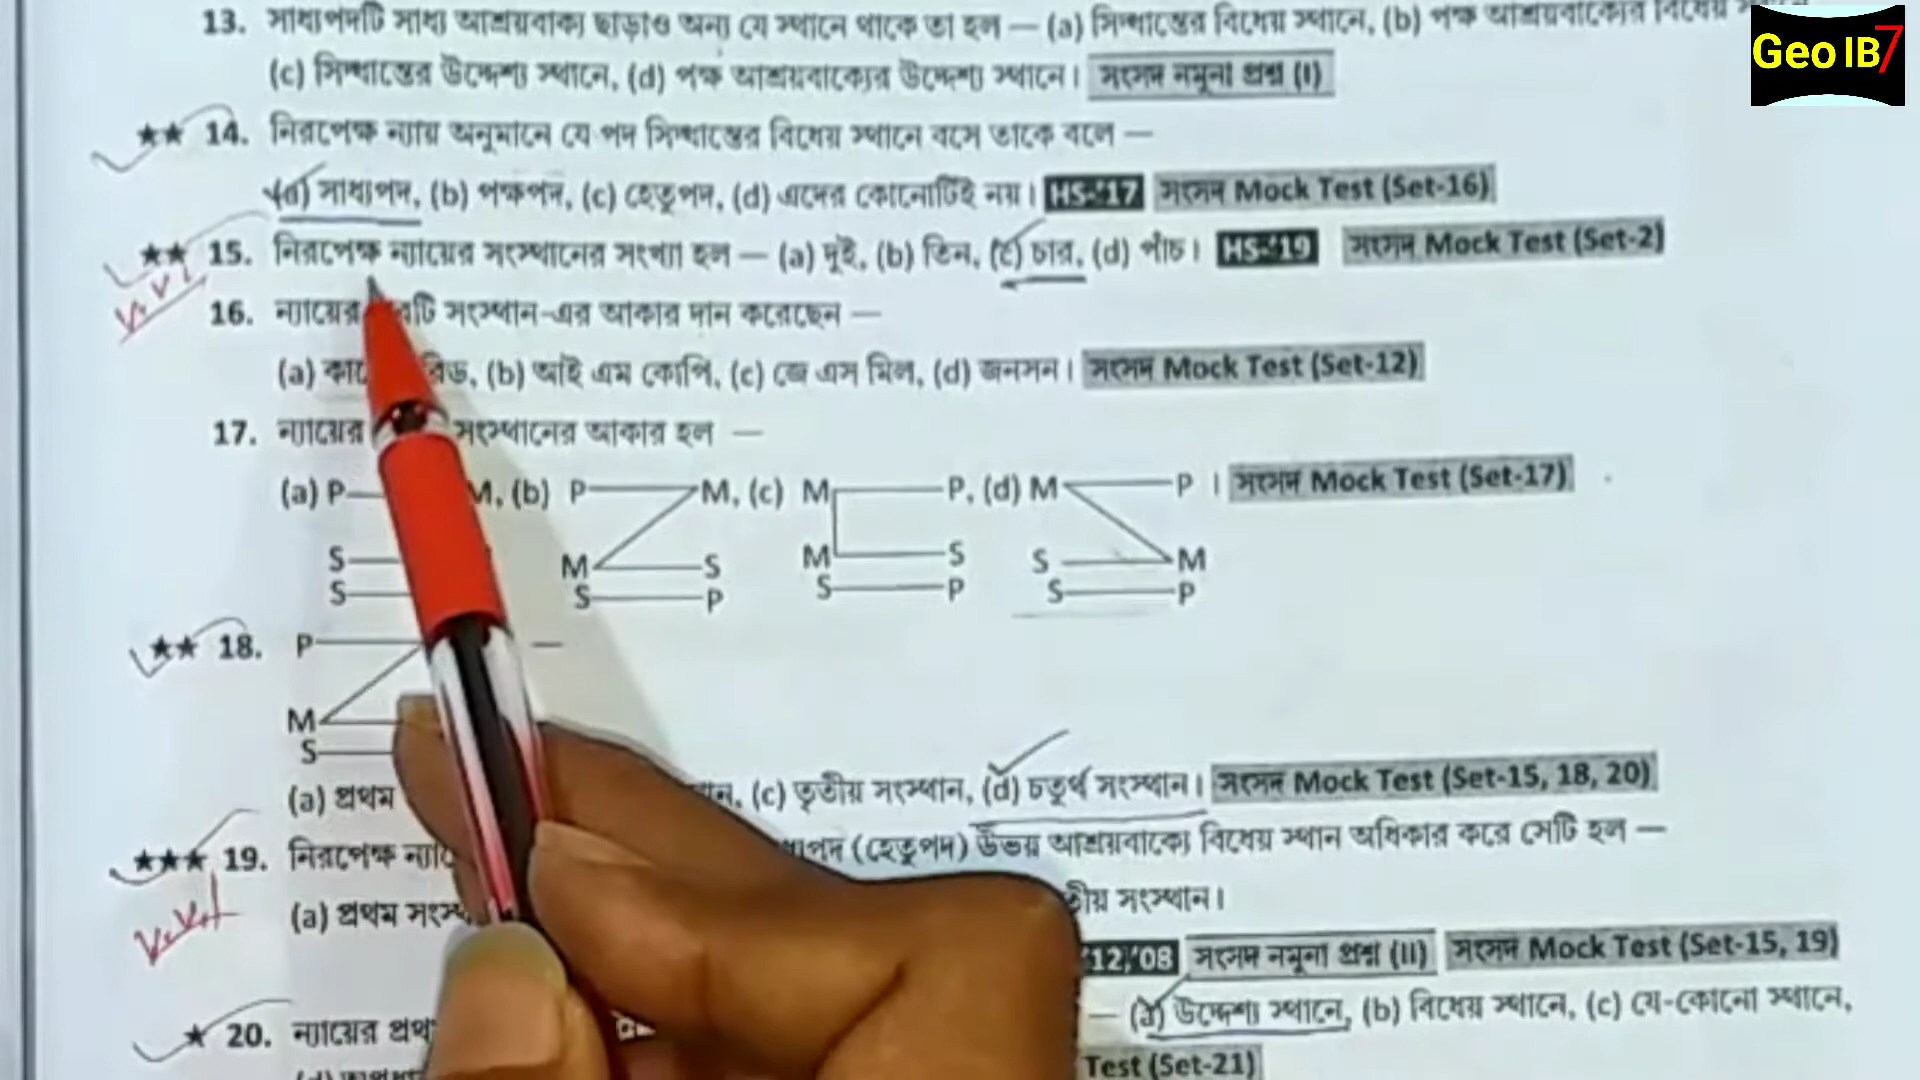 13. সাধ্যপদটি সাধ্য আশ্রয়বাক্য ছাড়াও অন্য যে স্থানে থাকে তা হল — (a) সিদ্ধান্তের বিধেয় স্থানে, (b) পক্ষ আশ্রয়বাক্যের বিধেয়
Geo IB7
(c) সিদ্ধান্তের উদ্দেশ্য স্থানে, (d) পক্ষ আশ্রয়বাক্যের উদ্দেশ্য স্থানে। সংসদ নমুনা প্রশ্ন (I)
★★ 14. নিরপেক্ষ ন্যায় অনুমানে যে পদ সিদ্ধান্তের বিধেয় স্থানে বসে তাকে বলে —
(a) সাধ্যপদ, (b) পক্ষপদ, (c) হেতুপদ, (d) এদের কোনোটিই নয়। HS-'17 সংসদ Mock Test (Set-16)
★★ 15. নিরপেক্ষ ন্যায়ের সংস্থানের সংখ্যা হল — (a) দুই, (b) তিন, (c) চার, (d) পাঁচ। HS-'19 সংসদ Mock Test (Set-2)
V.V.I
16. ন্যায়ের টি সংস্থান-এর আকার দান করেছেন —
(a) (b) আই এম কোপি, (c) জে এস মিল, (d) জনসন। সংসদ Mock Test (Set-12)
17. ন্যায়ের সংস্থানের আকার হল —
(a) P M, (b) P M, (c) M P, (d) M P । সংসদ Mock Test (Set-17)
S M S M S S M
S S P S P S P
★★ 18. P —
M
S
(a) প্রথম (c) তৃতীয় সংস্থান, (d) চতুর্থ সংস্থান। সংসদ Mock Test (Set-15, 18, 20)
★★★ 19. নিরপেক্ষ (হেতুপদ) উভয় আশ্রয়বাক্যে বিধেয় স্থান অধিকার করে সেটি হল —
V.V.I
(a) প্রথম সংস্থান।
'12,'08 সংসদ নমুনা প্রশ্ন (II) সংসদ Mock Test (Set-15, 19)
★ 20. ন্যায়ের — (a) উদ্দেশ্য স্থানে, (b) বিধেয় স্থানে, (c) যে-কোনো স্থানে,
Test (Set-21)